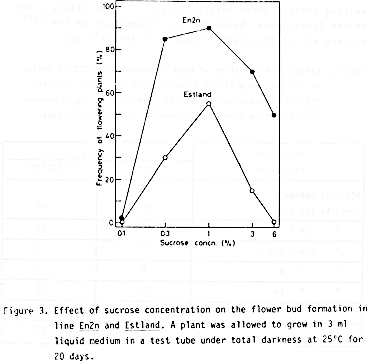 100
En2n
80
60
Estland
40
20
0
Frequency of flowering plants (%)
0.1 0.3 1 3 6
Sucrose concn. (%)
Figure 3. Effect of sucrose concentration on the flower bud formation in
line En2n and Estland. A plant was allowed to grow in 3 ml
liquid medium in a test tube under total darkness at 25°C for
20 days.